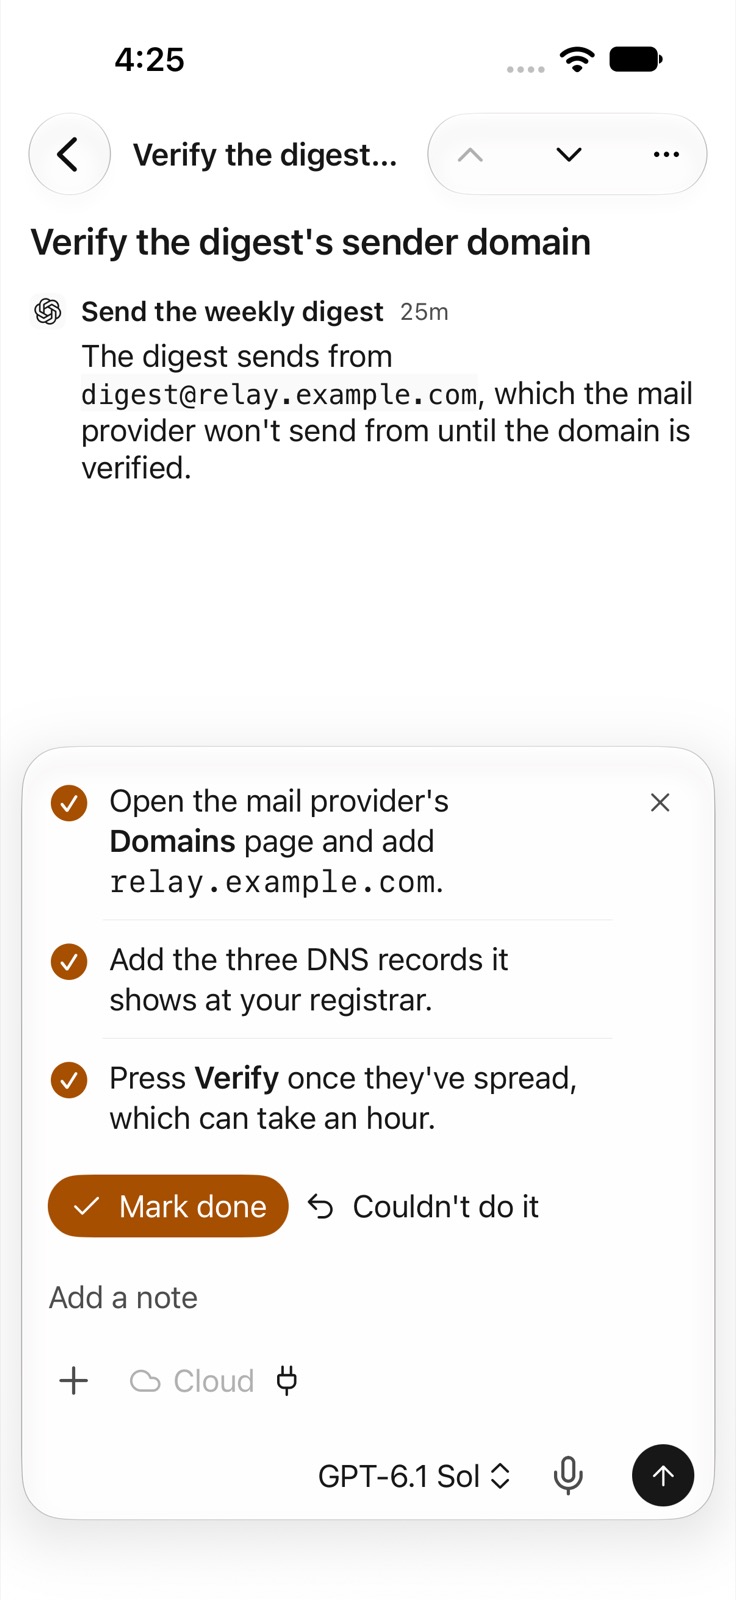 4:25
Verify the digest...
Verify the digest's sender domain
Send the weekly digest 25m
The digest sends from
digest@relay.example.com, which the mail
provider won't send from until the domain is
verified.
Open the mail provider's
Domains page and add
relay.example.com.
Add the three DNS records it
shows at your registrar.
Press Verify once they've spread,
which can take an hour.
Mark done
Couldn't do it
Add a note
Cloud
GPT-6.1 Sol